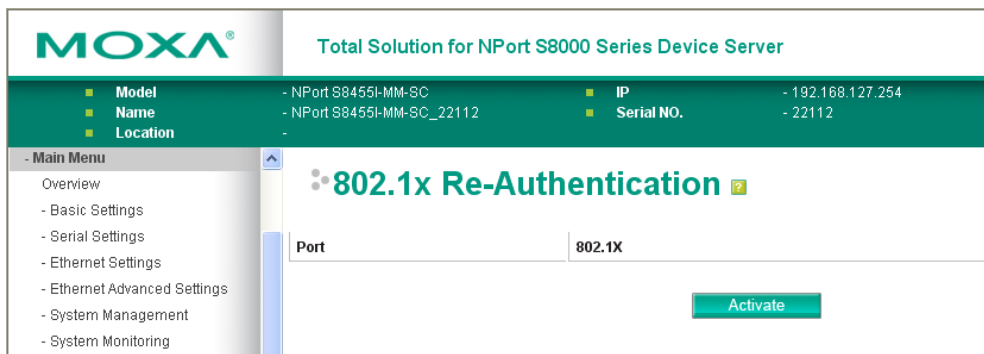 MOXA®
Total Solution for NPort S8000 Series Device Server
Model - NPort S8455I-MM-SC IP - 192.168.127.254
Name - NPort S8455I-MM-SC_22112 Serial NO. - 22112
Location -
- Main Menu
Overview
- Basic Settings
- Serial Settings
- Ethernet Settings
- Ethernet Advanced Settings
- System Management
- System Monitoring
802.1x Re-Authentication ?
Port 802.1X
Activate